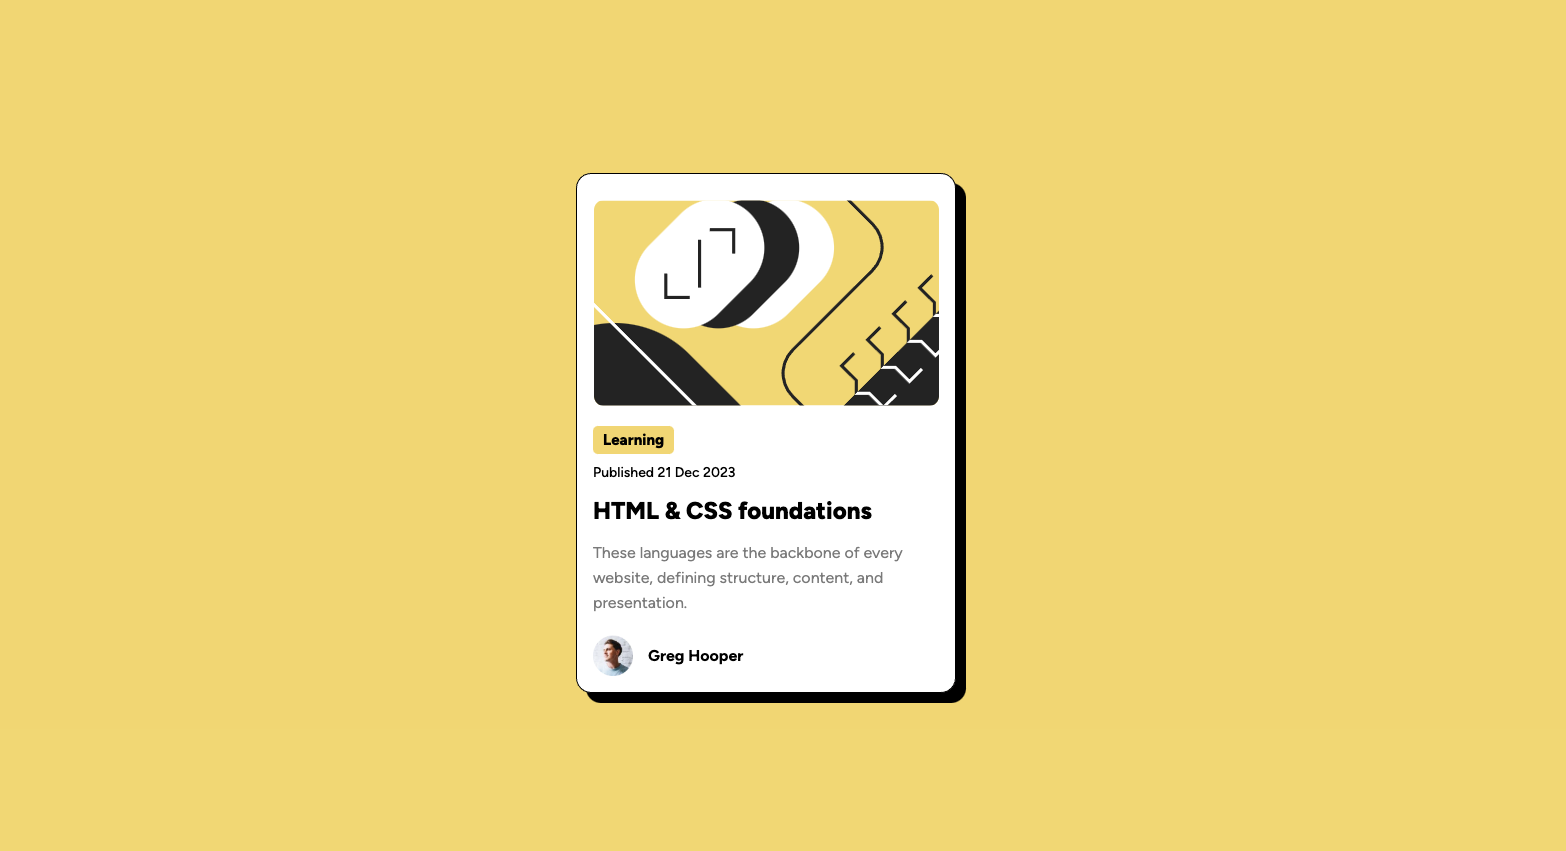 Learning
Published 21 Dec 2023
HTML & CSS foundations
These languages are the backbone of every
website, defining structure, content, and
presentation.
Greg Hooper